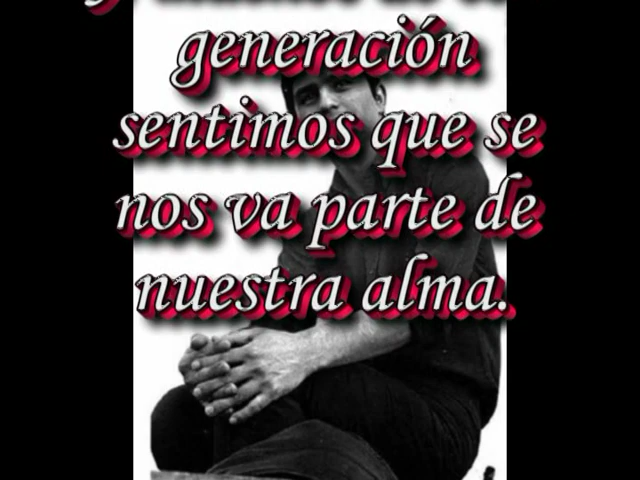 generación
sentimos que se
nos va parte de
nuestra alma.